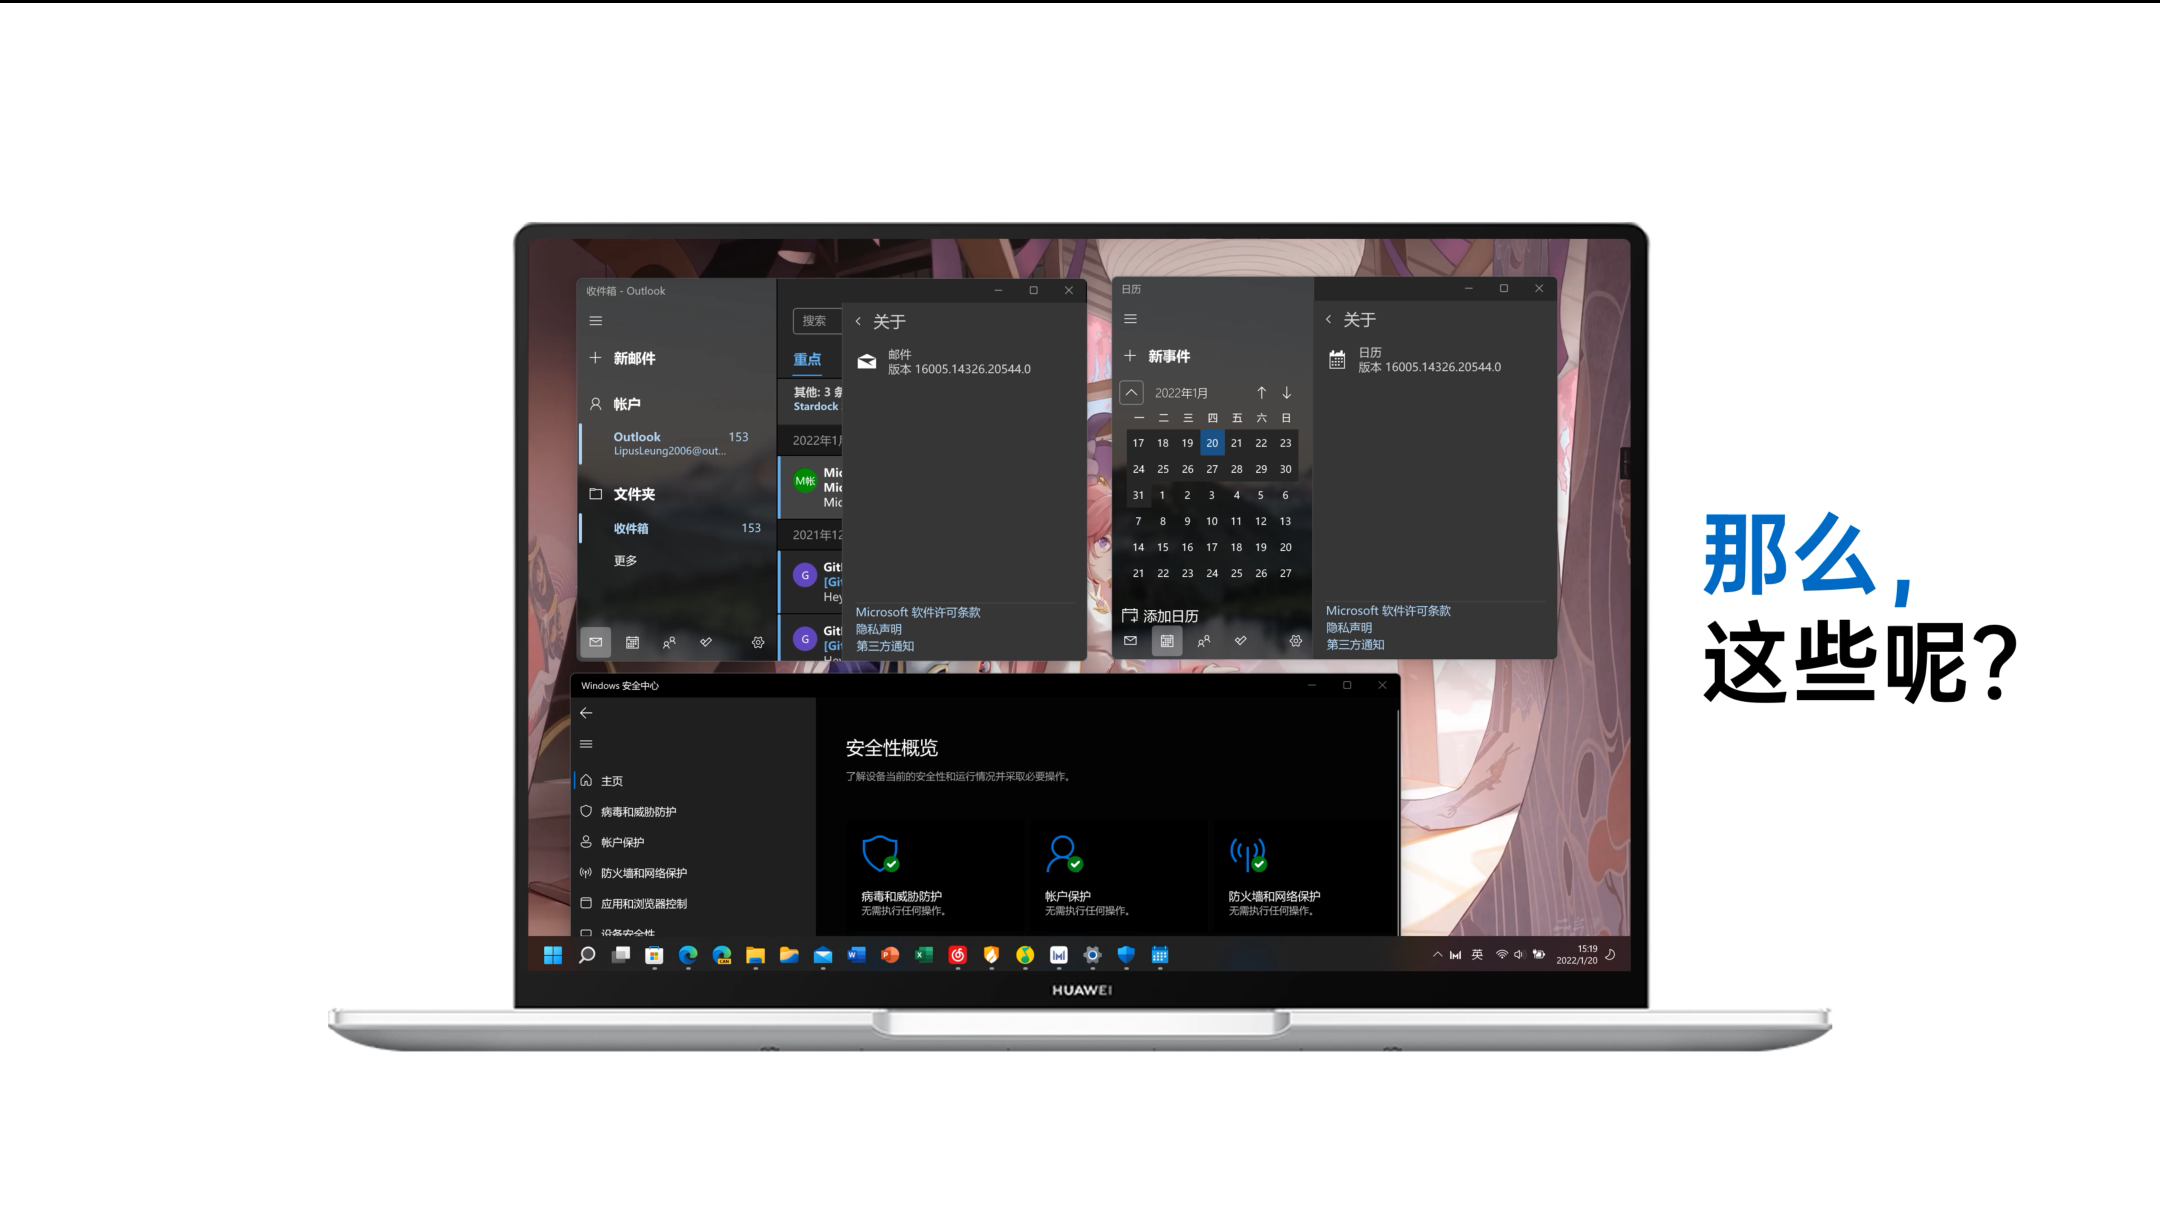 收件箱 - Outlook
新邮件
帐户
Outlook 153
LipusLeung2006@out...
文件夹
收件箱 153
更多
搜索
重点
其他: 3
Stardock
2022年1
M帐
Mic
Mic
Mic
2021年12
G
Git
[Git
Hey
G
Git
[Git
关于
邮件
版本 16005.14326.20544.0
Microsoft 软件许可条款
隐私声明
第三方通知
日历
新事件
2022年1月
一 二 三 四 五 六 日
17 18 19 20 21 22 23
24 25 26 27 28 29 30
31 1 2 3 4 5 6
7 8 9 10 11 12 13
14 15 16 17 18 19 20
21 22 23 24 25 26 27
添加日历
关于
日历
版本 16005.14326.20544.0
Microsoft 软件许可条款
隐私声明
第三方通知
那么,
这些呢?
Windows 安全中心
主页
病毒和威胁防护
帐户保护
防火墙和网络保护
应用和浏览器控制
设备安全性
安全性概览
了解设备当前的安全性和运行情况并采取必要操作。
病毒和威胁防护
无需执行任何操作。
帐户保护
无需执行任何操作。
防火墙和网络保护
无需执行任何操作。
英
15:19
2022/1/20
HUAWEI